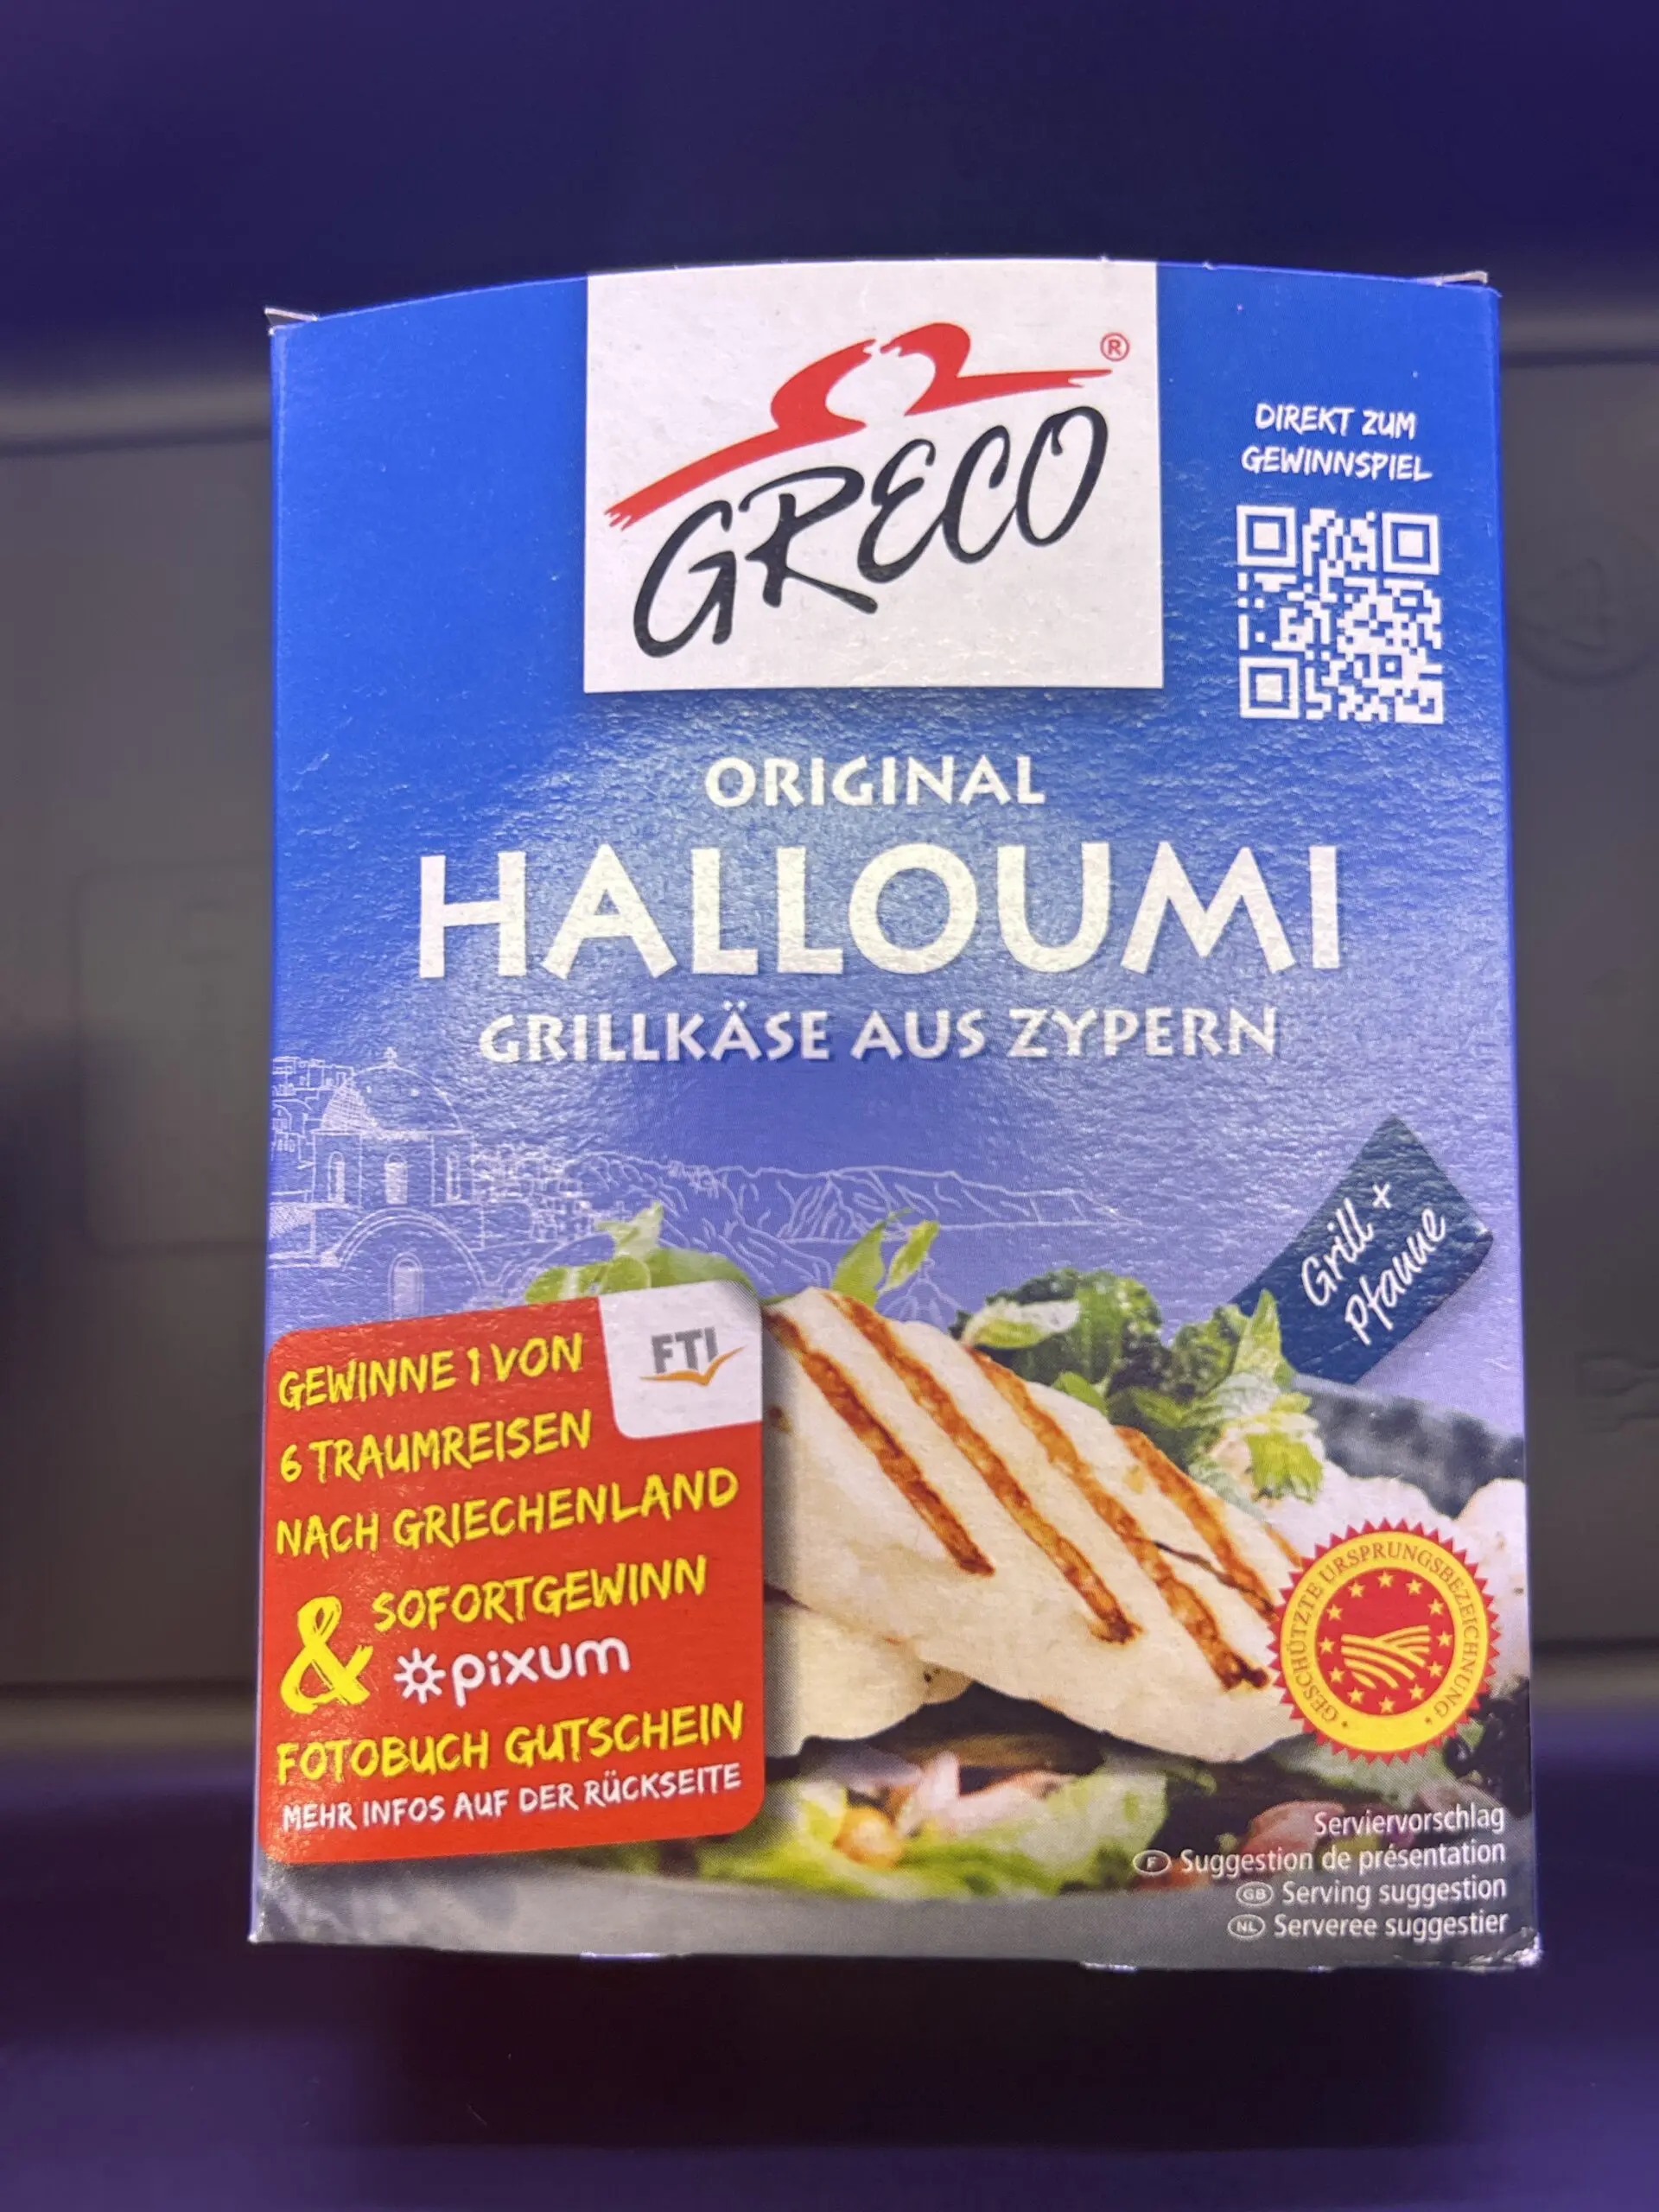 GRECO®
DIREKT ZUM
GEWINNSPIEL
ORIGINAL
HALLOUMI
GRILLKÄSE AUS ZYPERN
Grill +
Pfanne
FTI
GEWINNE 1 VON
6 TRAUMREISEN
NACH GRIECHENLAND
& SOFORTGEWINN
pixum
FOTOBUCH GUTSCHEIN
MEHR INFOS AUF DER RÜCKSEITE
GESCHÜTZTE URSPRUNGSBEZEICHNUNG
Serviervorschlag
F Suggestion de présentation
GB Serving suggestion
NL Serveree suggestier